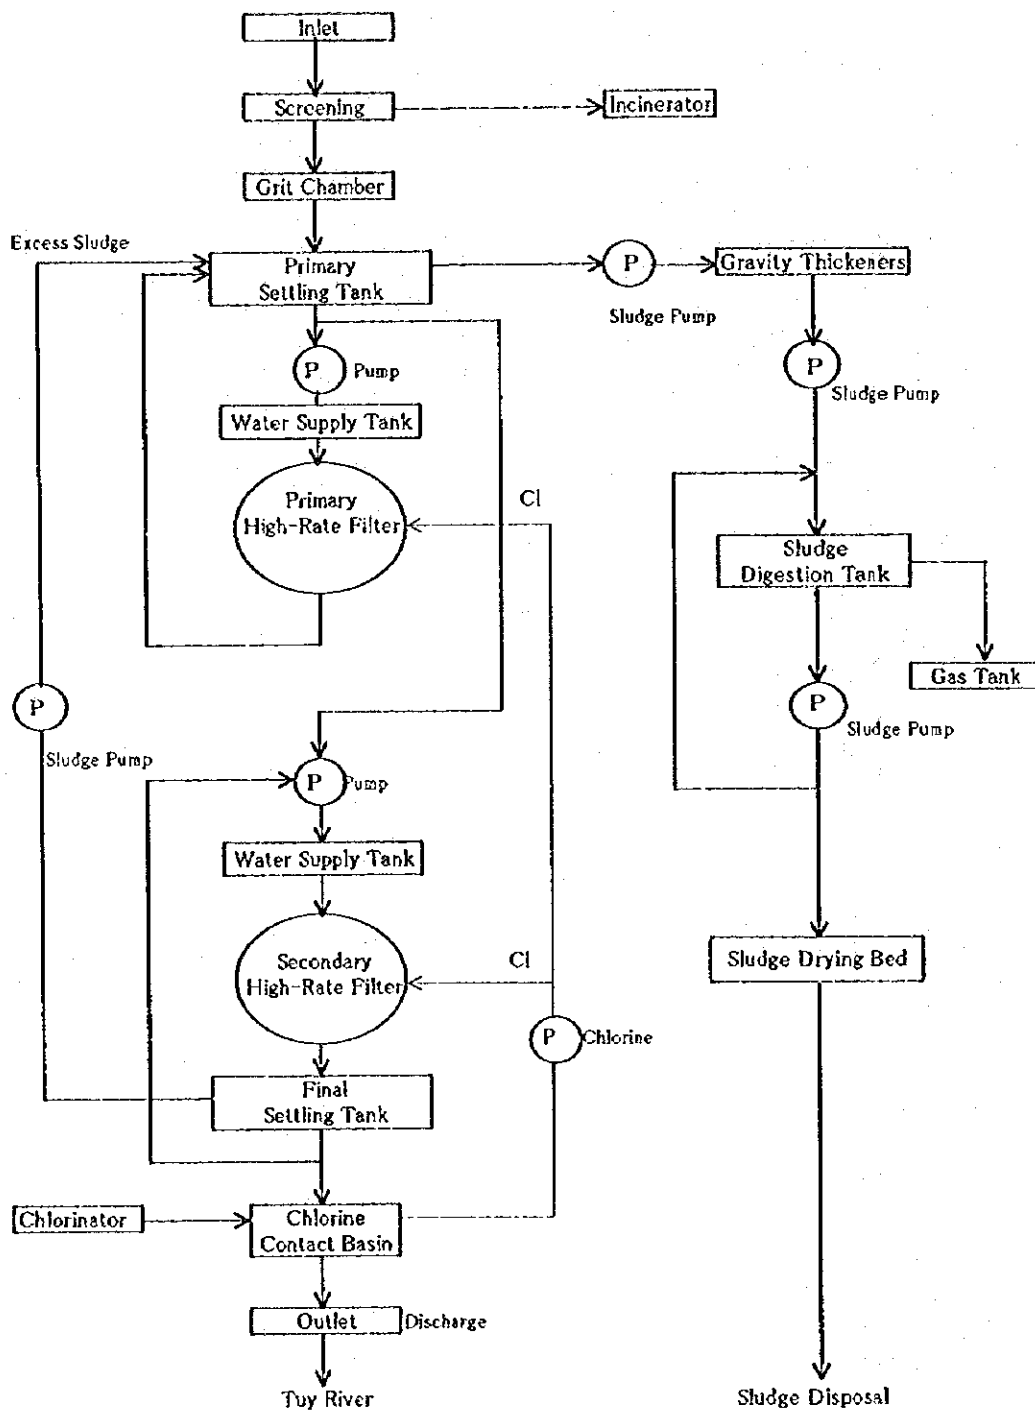 Inlet
Screening
Incinerator
Grit Chamber
Excess Sludge
Primary
Settling Tank
P
Gravity Thickeners
Sludge Pump
P
Pump
P
Sludge Pump
Water Supply Tank
Primary
High-Rate Filter
Cl
Sludge
Digestion Tank
Gas Tank
P
Sludge Pump
P
Sludge Pump
P
Pump
Water Supply Tank
Secondary
High-Rate Filter
Cl
Sludge Drying Bed
P
Chlorine
Final
Settling Tank
Chlorinator
Chlorine
Contact Basin
Outlet
Discharge
Tuy River
Sludge Disposal